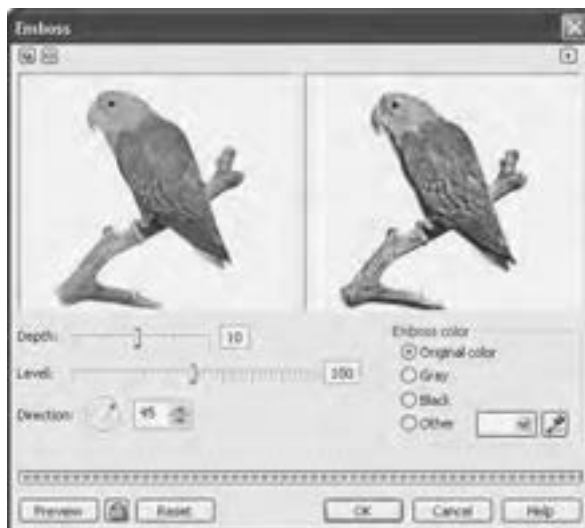 Emboss
Depth: 10
Level: 100
Direction: 45
Emboss color
Original color
Gray
Black
Other
Preview Reset OK Cancel Help